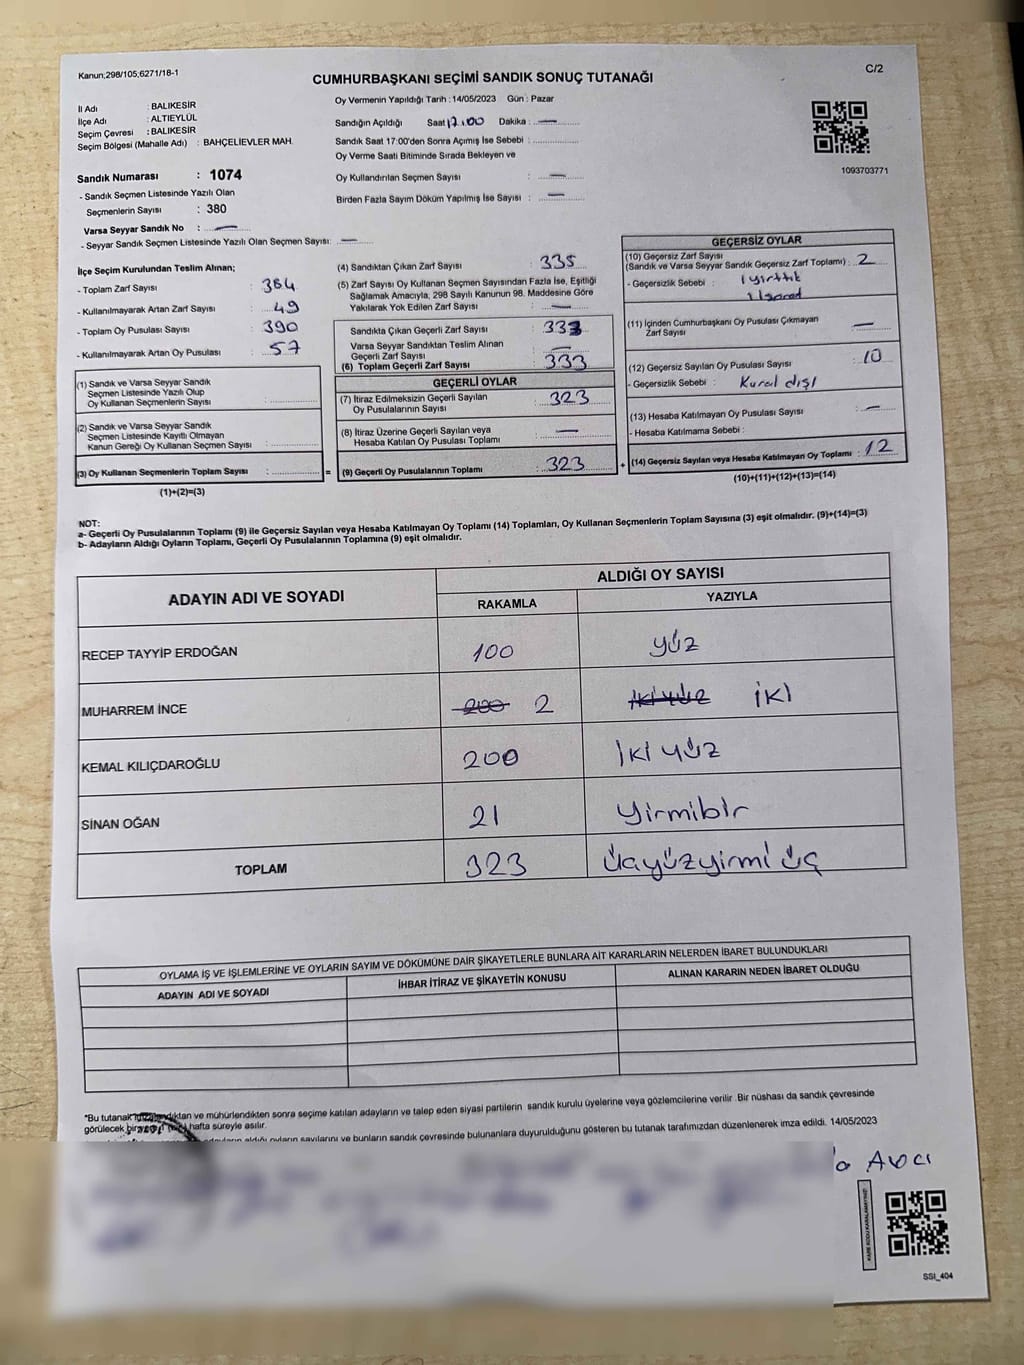 Kanun;298/105;6271/18-1
C/2
CUMHURBAŞKANI SEÇİMİ SANDIK SONUÇ TUTANAĞI
İl Adı : BALIKESİR
İlçe Adı : ALTIEYLÜL
Seçim Çevresi : BALIKESİR
Seçim Bölgesi (Mahalle Adı) : BAHÇELİEVLER MAH.
Sandık Numarası : 1074
- Sandık Seçmen Listesinde Yazılı Olan
Seçmenlerin Sayısı : 380
Varsa Seyyar Sandık No : —
- Seyyar Sandık Seçmen Listesinde Yazılı Olan Seçmen Sayısı: —
Oy Vermenin Yapıldığı Tarih : 14/05/2023 Gün : Pazar
Sandığın Açıldığı Saat 17.00 Dakika : —
Sandık Saat 17:00'den Sonra Açılmış İse Sebebi :
Oy Verme Saati Bitiminde Sırada Bekleyen ve
Oy Kullandırılan Seçmen Sayısı : —
Birden Fazla Sayım Döküm Yapılmış İse Sayısı : —
1093703771
İlçe Seçim Kurulundan Teslim Alınan;
- Toplam Zarf Sayısı : 384
- Kullanılmayarak Artan Zarf Sayısı : 49
- Toplam Oy Pusulası Sayısı : 390
- Kullanılmayarak Artan Oy Pusulası : 57
(1) Sandık ve Varsa Seyyar Sandık
Seçmen Listesinde Yazılı Olup
Oy Kullanan Seçmenlerin Sayısı :
(2) Sandık ve Varsa Seyyar Sandık
Seçmen Listesinde Kayıtlı Olmayan
Kanun Gereği Oy Kullanan Seçmen Sayısı :
(3) Oy Kullanan Seçmenlerin Toplam Sayısı : =
(1)+(2)=(3)
(4) Sandıktan Çıkan Zarf Sayısı : 335
(5) Zarf Sayısı Oy Kullanan Seçmen Sayısından Fazla İse, Eşitliği
Sağlamak Amacıyla, 298 Sayılı Kanunun 98. Maddesine Göre
Yakılarak Yok Edilen Zarf Sayısı : —
Sandıkta Çıkan Geçerli Zarf Sayısı : 333
Varsa Seyyar Sandıktan Teslim Alınan
Geçerli Zarf Sayısı : —
(6) Toplam Geçerli Zarf Sayısı : 333
GEÇERLİ OYLAR
(7) İtiraz Edilmeksizin Geçerli Sayılan
Oy Pusulalarının Sayısı : 323
(8) İtiraz Üzerine Geçerli Sayılan veya
Hesaba Katılan Oy Pusulası Toplamı : —
(9) Geçerli Oy Pusulalarının Toplamı : 323 +
GEÇERSİZ OYLAR
(10) Geçersiz Zarf Sayısı
(Sandık ve Varsa Seyyar Sandık Geçersiz Zarf Toplamı) : 2
- Geçersizlik Sebebi : 1 yırtık
(11) İçinden Cumhurbaşkanı Oy Pusulası Çıkmayan
Zarf Sayısı : —
(12) Geçersiz Sayılan Oy Pusulası Sayısı : 10
- Geçersizlik Sebebi : Kural dışı
(13) Hesaba Katılmayan Oy Pusulası Sayısı : —
- Hesaba Katılmama Sebebi :
(14) Geçersiz Sayılan veya Hesaba Katılmayan Oy Toplamı : 12
(10)+(11)+(12)+(13)=(14)
NOT:
a- Geçerli Oy Pusulalarının Toplamı (9) ile Geçersiz Sayılan veya Hesaba Katılmayan Oy Toplamı (14) Toplamları, Oy Kullanan Seçmenlerin Toplam Sayısına (3) eşit olmalıdır. (9)+(14)=(3)
b- Adayların Aldığı Oyların Toplamı, Geçerli Oy Pusulalarının Toplamına (9) eşit olmalıdır.
ADAYIN ADI VE SOYADI
ALDIĞI OY SAYISI
RAKAMLA YAZIYLA
RECEP TAYYİP ERDOĞAN 100 yüz
MUHARREM İNCE 200 2 ikiyüz iki
KEMAL KILIÇDAROĞLU 200 iki yüz
SİNAN OĞAN 21 yirmibir
TOPLAM 323 üçyüzyirmi üç
OYLAMA İŞ VE İŞLEMLERİNE VE OYLARIN SAYIM VE DÖKÜMÜNE DAİR ŞİKAYETLERLE BUNLARA AİT KARARLARIN NELERDEN İBARET BULUNDUKLARI
ADAYIN ADI VE SOYADI
İHBAR İTİRAZ VE ŞİKAYETİN KONUSU
ALINAN KARARIN NEDEN İBARET OLDUĞU
*Bu tutanak imzalandıktan ve mühürlendikten sonra seçime katılan adayların ve talep eden siyasi partilerin sandık kurulu üyelerine veya gözlemcilerine verilir. Bir nüshası da sandık çevresinde
görülecek bir yere 1 (bir) hafta süreyle asılır.
aldığı oyların sayılarını ve bunların sandık çevresinde bulunanlara duyurulduğunu gösteren bu tutanak tarafımızdan düzenlenerek imza edildi. 14/05/2023
Avcı
KARE KODU KARALAMAYINIZ!
SSI_404